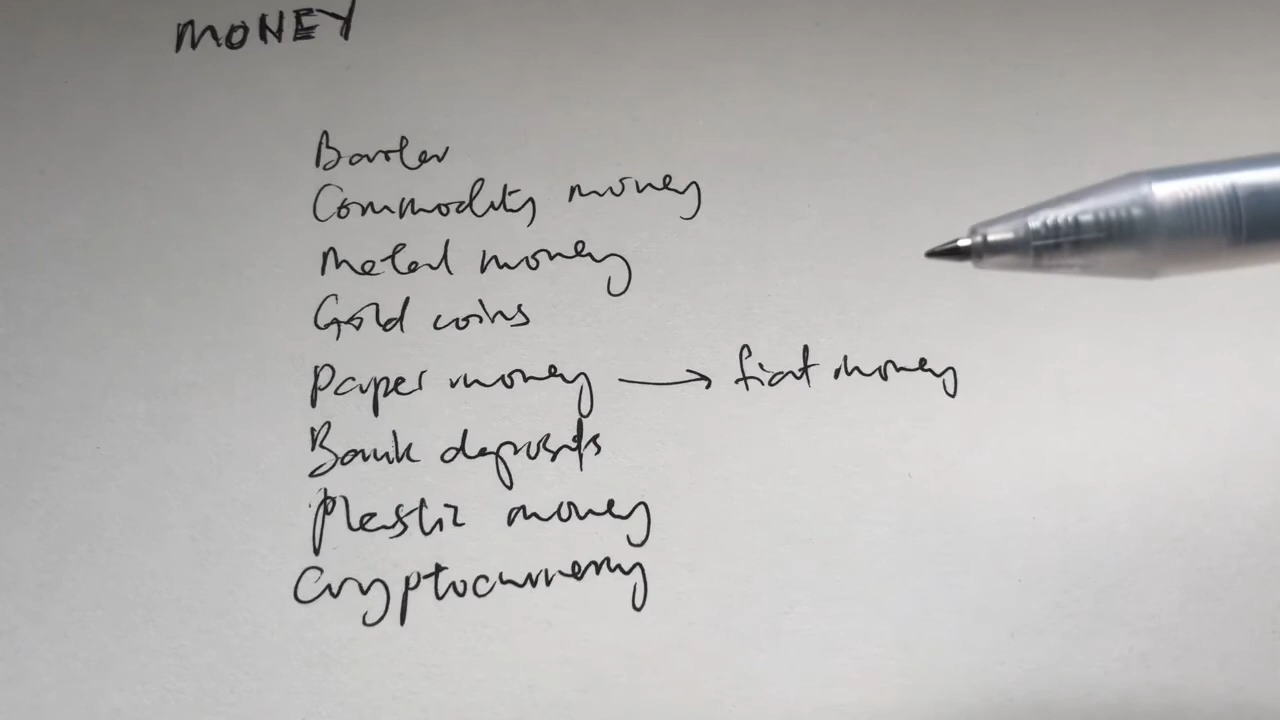 MONEY
Barter
Commodity money
Metal money
Gold coins
Paper money → fiat money
Bank deposits
Plastic money
Cryptocurrency